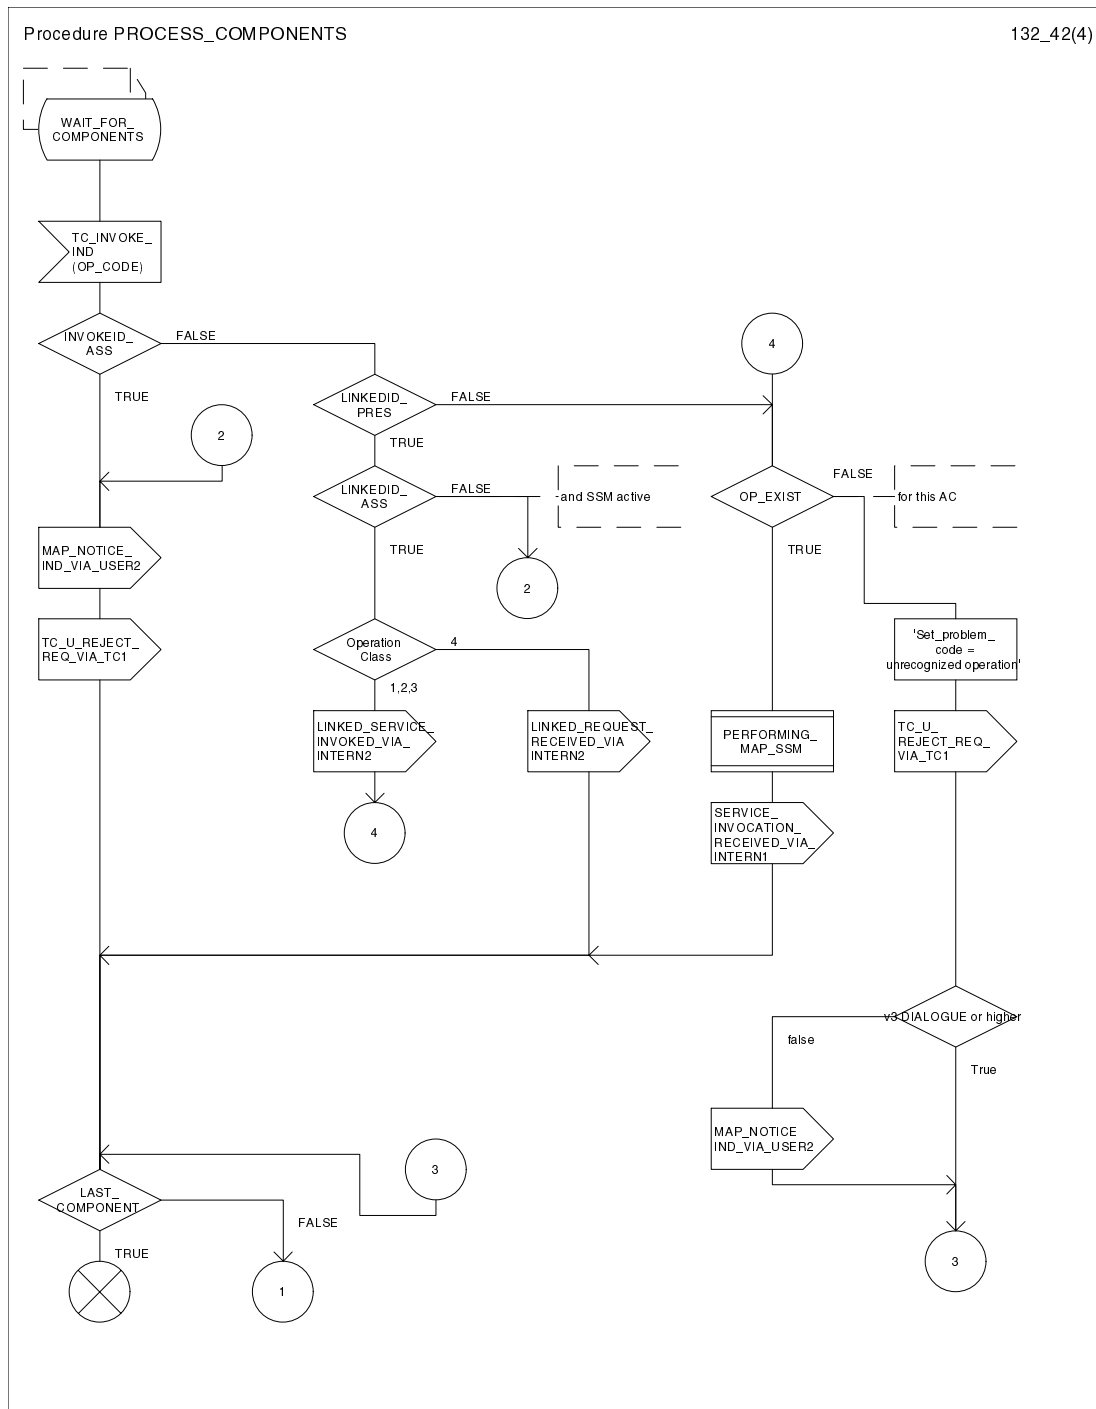 Procedure PROCESS_COMPONENTS
132_42(4)
WAIT_FOR_
COMPONENTS
TC_INVOKE_
IND
(OP_CODE)
INVOKEID_
ASS
FALSE
TRUE
4
LINKEDID_
PRES
FALSE
TRUE
2
LINKEDID_
ASS
FALSE
and SSM active
TRUE
OP_EXIST
FALSE
for this AC
TRUE
MAP_NOTICE_
IND_VIA_USER2
2
TC_U_REJECT_
REQ_VIA_TC1
Operation
Class
4
1,2,3
'Set_problem_
code =
unrecognized operation'
LINKED_SERVICE_
INVOKED_VIA_
INTERN2
LINKED_REQUEST_
RECEIVED_VIA
INTERN2
PERFORMING_
MAP_SSM
TC_U_
REJECT_REQ_
VIA_TC1
4
SERVICE_
INVOCATION_
RECEIVED_VIA_
INTERN1
v3 DIALOGUE or higher
false
True
MAP_NOTICE
IND_VIA_USER2
3
LAST_
COMPONENT
FALSE
TRUE
1
3